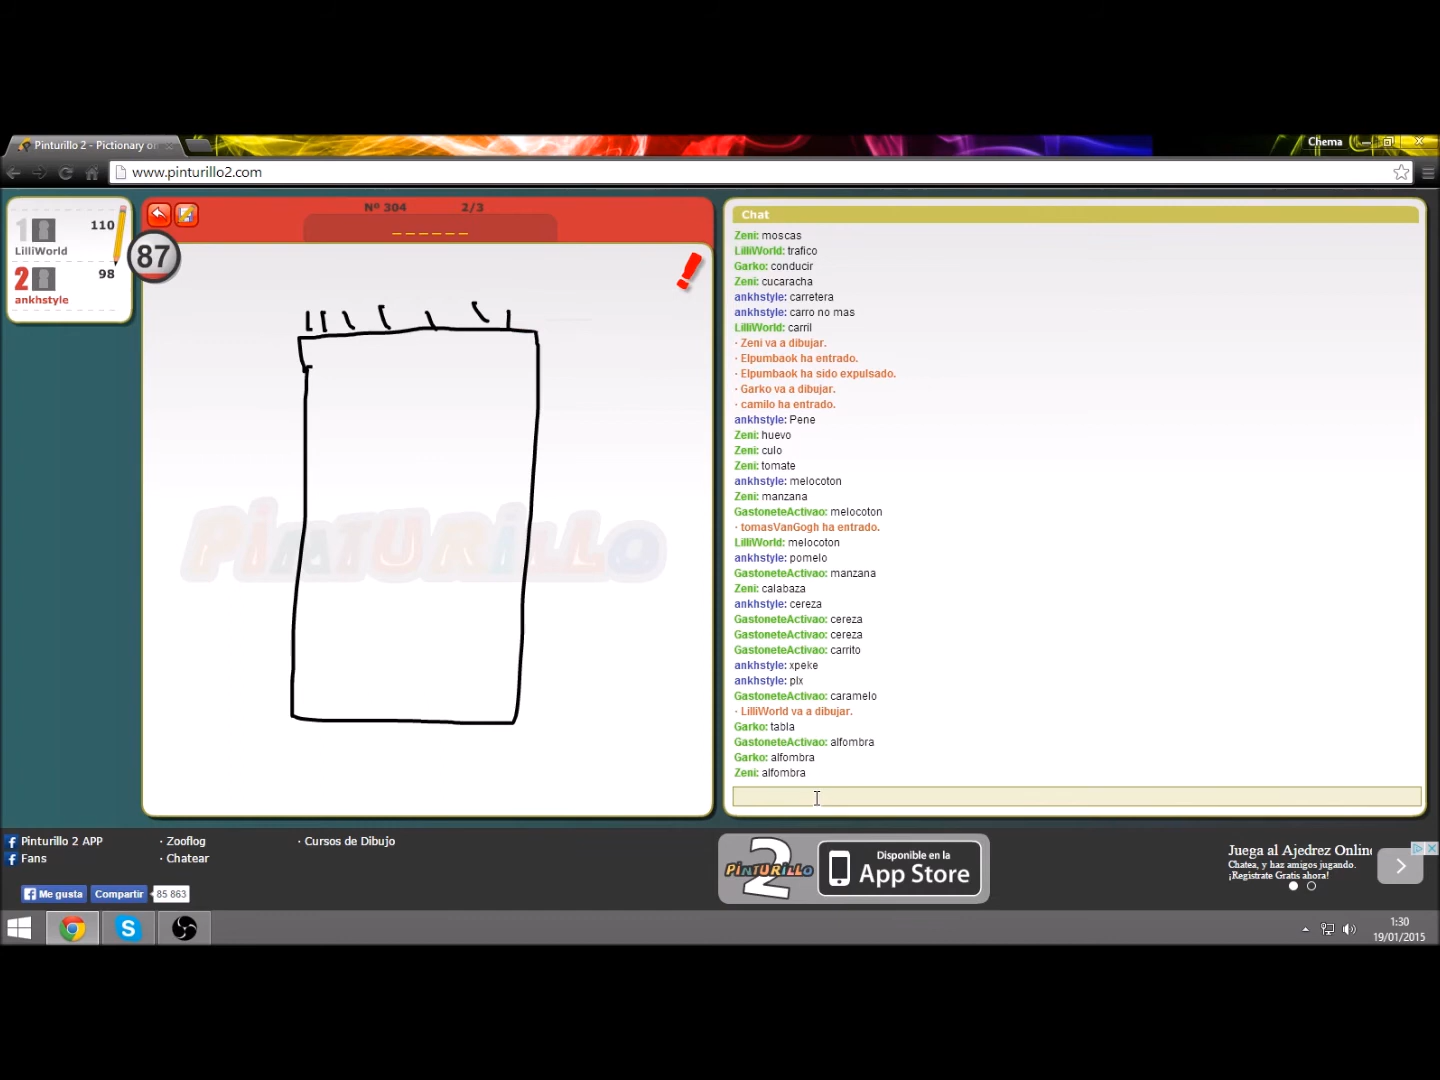 Pinturillo 2 - Pictionary or
Chema
www.pinturillo2.com
1
110
LilliWorld
2
98
ankhstyle
87
Nº 304
2/3
______
!
PINTURILLO
Chat
Zeni: moscas
LilliWorld: trafico
Garko: conducir
Zeni: cucaracha
ankhstyle: carretera
ankhstyle: carro no mas
LilliWorld: carril
· Zeni va a dibujar.
· Elpumbaok ha entrado.
· Elpumbaok ha sido expulsado.
· Garko va a dibujar.
· camilo ha entrado.
ankhstyle: Pene
Zeni: huevo
Zeni: culo
Zeni: tomate
ankhstyle: melocoton
Zeni: manzana
GastoneteActivao: melocoton
· tomasVanGogh ha entrado.
LilliWorld: melocoton
ankhstyle: pomelo
GastoneteActivao: manzana
Zeni: calabaza
ankhstyle: cereza
GastoneteActivao: cereza
GastoneteActivao: cereza
GastoneteActivao: carrito
ankhstyle: xpeke
ankhstyle: plx
GastoneteActivao: caramelo
· LilliWorld va a dibujar.
Garko: tabla
GastoneteActivao: alfombra
Garko: alfombra
Zeni: alfombra
Pinturillo 2 APP
Fans
· Zooflog
· Chatear
· Cursos de Dibujo
Me gusta
Compartir
85 863
PINTURILLO 2
Disponible en la
App Store
Juega al Ajedrez Online
Chatea, y haz amigos jugando.
¡Registrate Gratis ahora!
1:30
19/01/2015